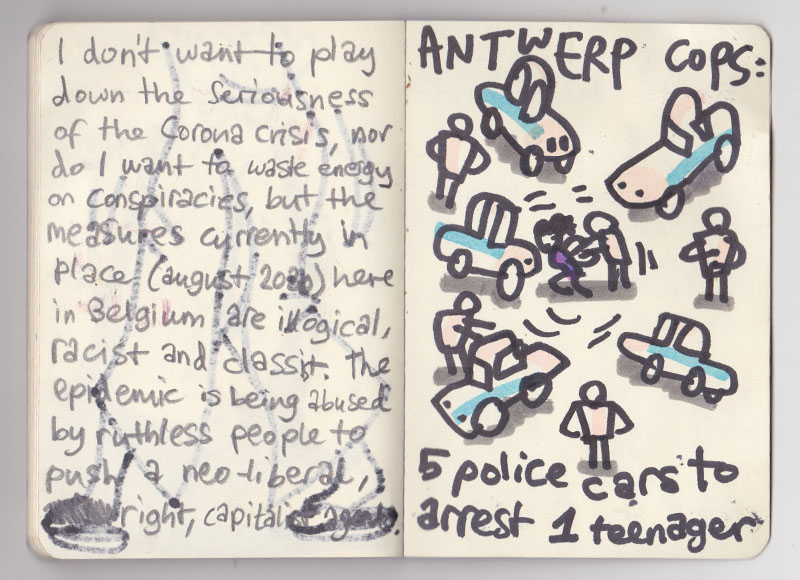 I don't want to play
down the seriousness
of the Corona crisis, nor
do I want to waste energy
on conspiracies, but the
measures currently in
place (august 2020) here
in Belgium are illogical,
racist and classist. The
epidemic is being abused
by ruthless people to
push a neo-liberal,
right, capitalist agenda.
ANTWERP COPS:
5 police cars to
arrest 1 teenager